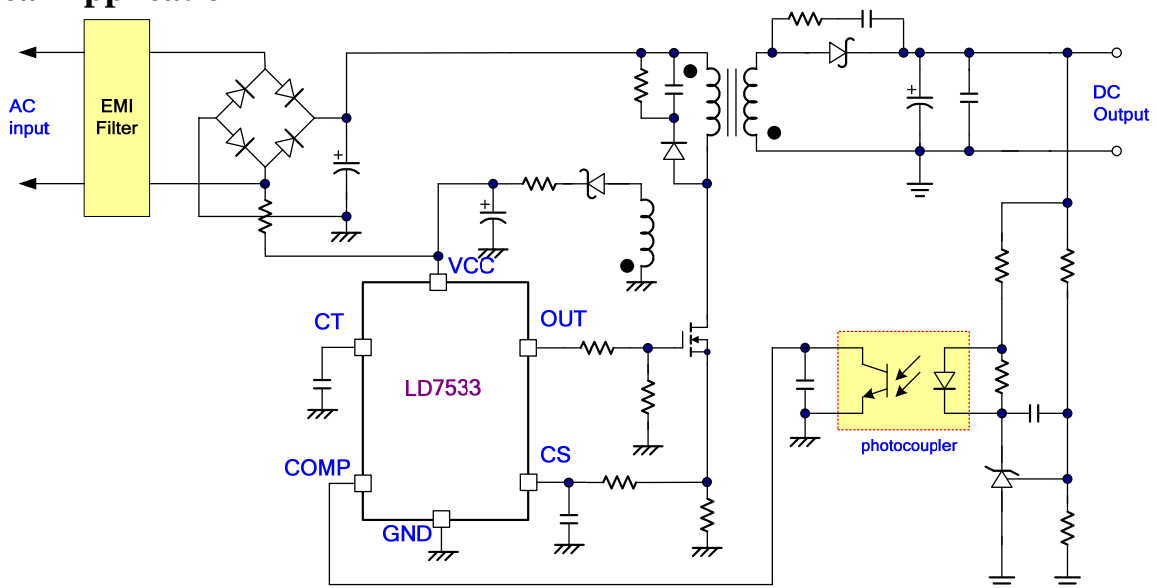 AC
input
EMI
Filter
DC
Output
+
+
+
VCC
CT
OUT
LD7533
COMP
CS
GND
photocoupler